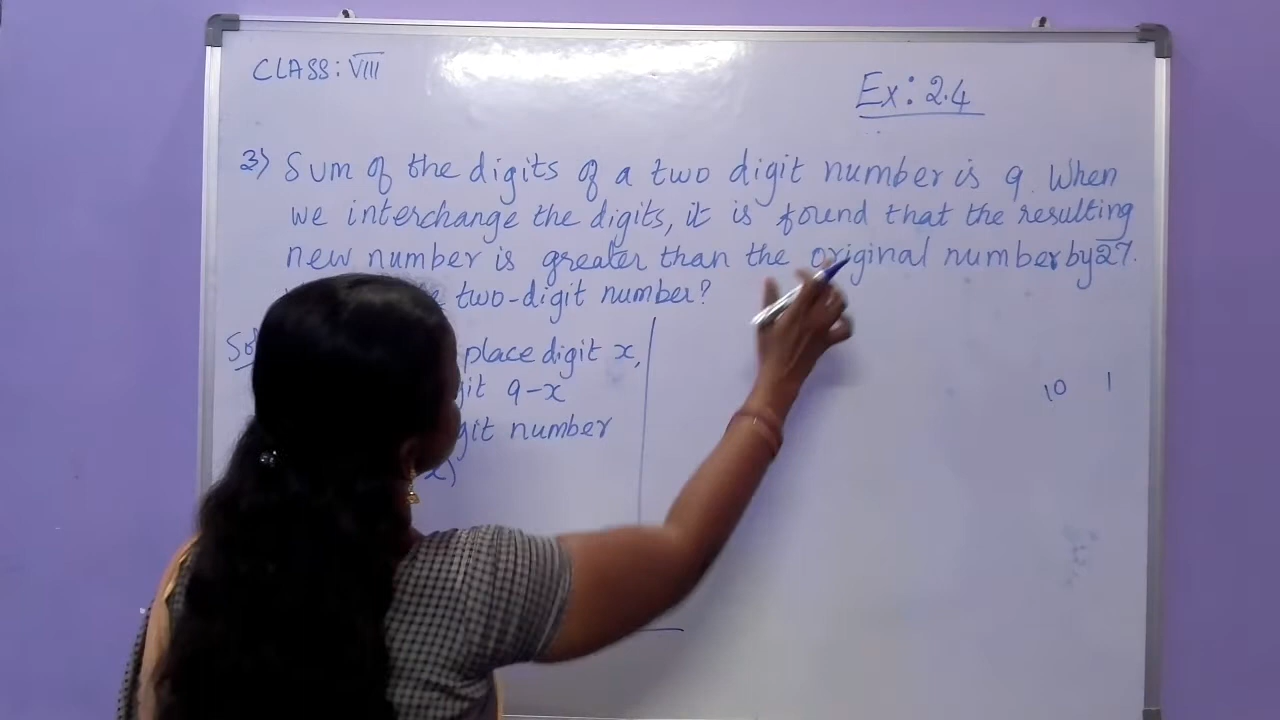 CLASS: VIII
Ex: 2.4
3) Sum of the digits of a two digit number is 9. When
we interchange the digits, it is found that the resulting
new number is greater than the original number by 27.
two-digit number?
place digit x,
9-x
number
10 1